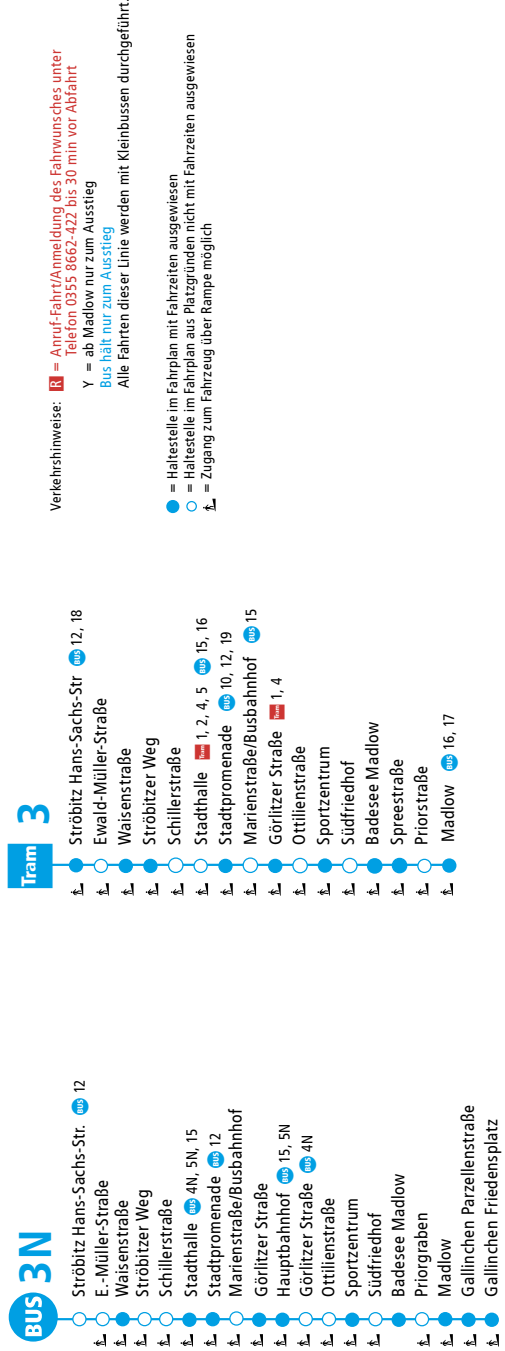 BUS 3N
Ströbitz Hans-Sachs-Str. BUS 12
E.-Müller-Straße
Waisenstraße
Ströbitzer Weg
Schillerstraße
Stadthalle BUS 4N, 5N, 15
Stadtpromenade BUS 12
Marienstraße/Busbahnhof
Görlitzer Straße
Hauptbahnhof BUS 15, 5N
Görlitzer Straße BUS 4N
Ottilienstraße
Sportzentrum
Südfriedhof
Badesee Madlow
Priorgraben
Madlow
Gallinchen Parzellenstraße
Gallinchen Friedensplatz
Tram 3
Ströbitz Hans-Sachs-Str BUS 12, 18
Ewald-Müller-Straße
Waisenstraße
Ströbitzer Weg
Schillerstraße
Stadthalle Tram 1, 2, 4, 5 BUS 15, 16
Stadtpromenade BUS 10, 12, 19
Marienstraße/Busbahnhof BUS 15
Görlitzer Straße Tram 1, 4
Ottilienstraße
Sportzentrum
Südfriedhof
Badesee Madlow
Spreestraße
Priorstraße
Madlow BUS 16, 17
Verkehrshinweise: R = Anruf-Fahrt/Anmeldung des Fahrwunsches unter
Telefon 0355 8662-422 bis 30 min vor Abfahrt
Y = ab Madlow nur zum Ausstieg
Bus hält nur zum Ausstieg
Alle Fahrten dieser Linie werden mit Kleinbussen durchgeführt.
= Haltestelle im Fahrplan mit Fahrzeiten ausgewiesen
= Haltestelle im Fahrplan aus Platzgründen nicht mit Fahrzeiten ausgewiesen
= Zugang zum Fahrzeug über Rampe möglich